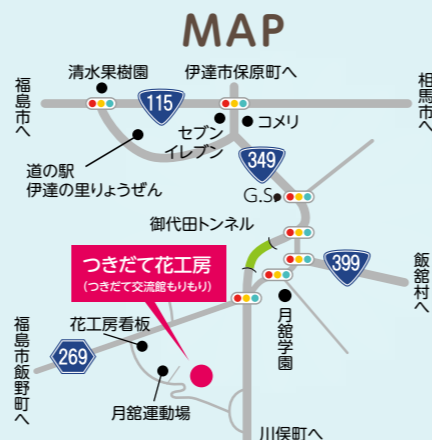 MAP
清水果樹園
伊達市保原町へ
福島市へ
115
相馬市へ
セブン
イレブン
コメリ
道の駅
伊達の里りょうぜん
349
G.S.
御代田トンネル
つきだて花工房
(つきだて交流館もりもり)
399
飯舘村へ
月舘学園
花工房看板
福島市飯野町へ
269
月舘運動場
川俣町へ